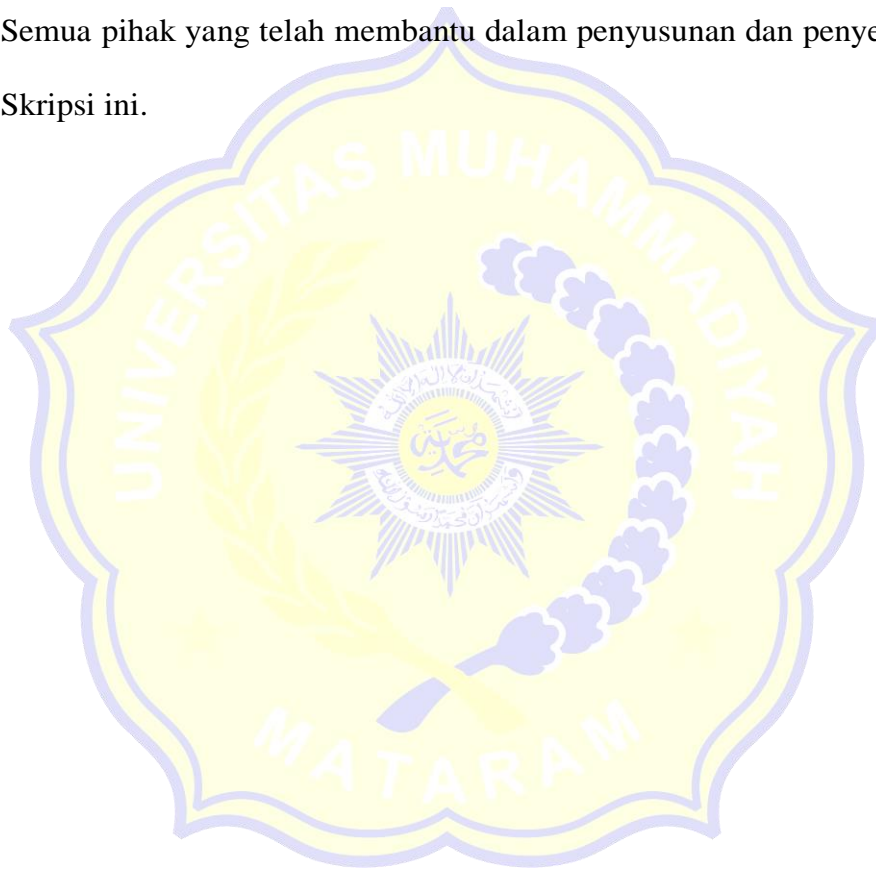 Semua pihak yang telah membantu dalam penyusunan dan penye
Skripsi ini.
UNIVERSITAS MUHAMMADIYAH
MATARAM